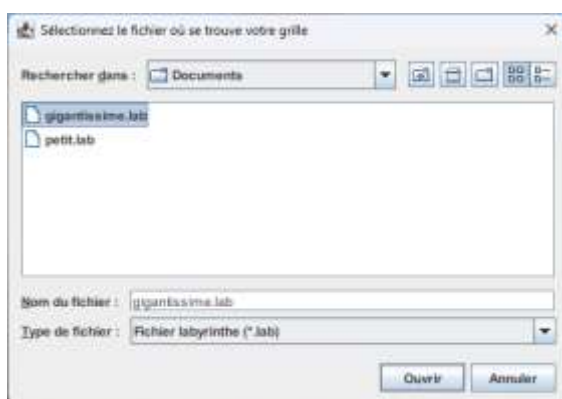 Sélectionnez le fichier où se trouve votre grille
Rechercher dans : Documents
gigantissime.lab
petit.lab
Nom du fichier : gigantissime.lab
Type de fichier : Fichier labyrinthe (*.lab)
Ouvrir Annuler